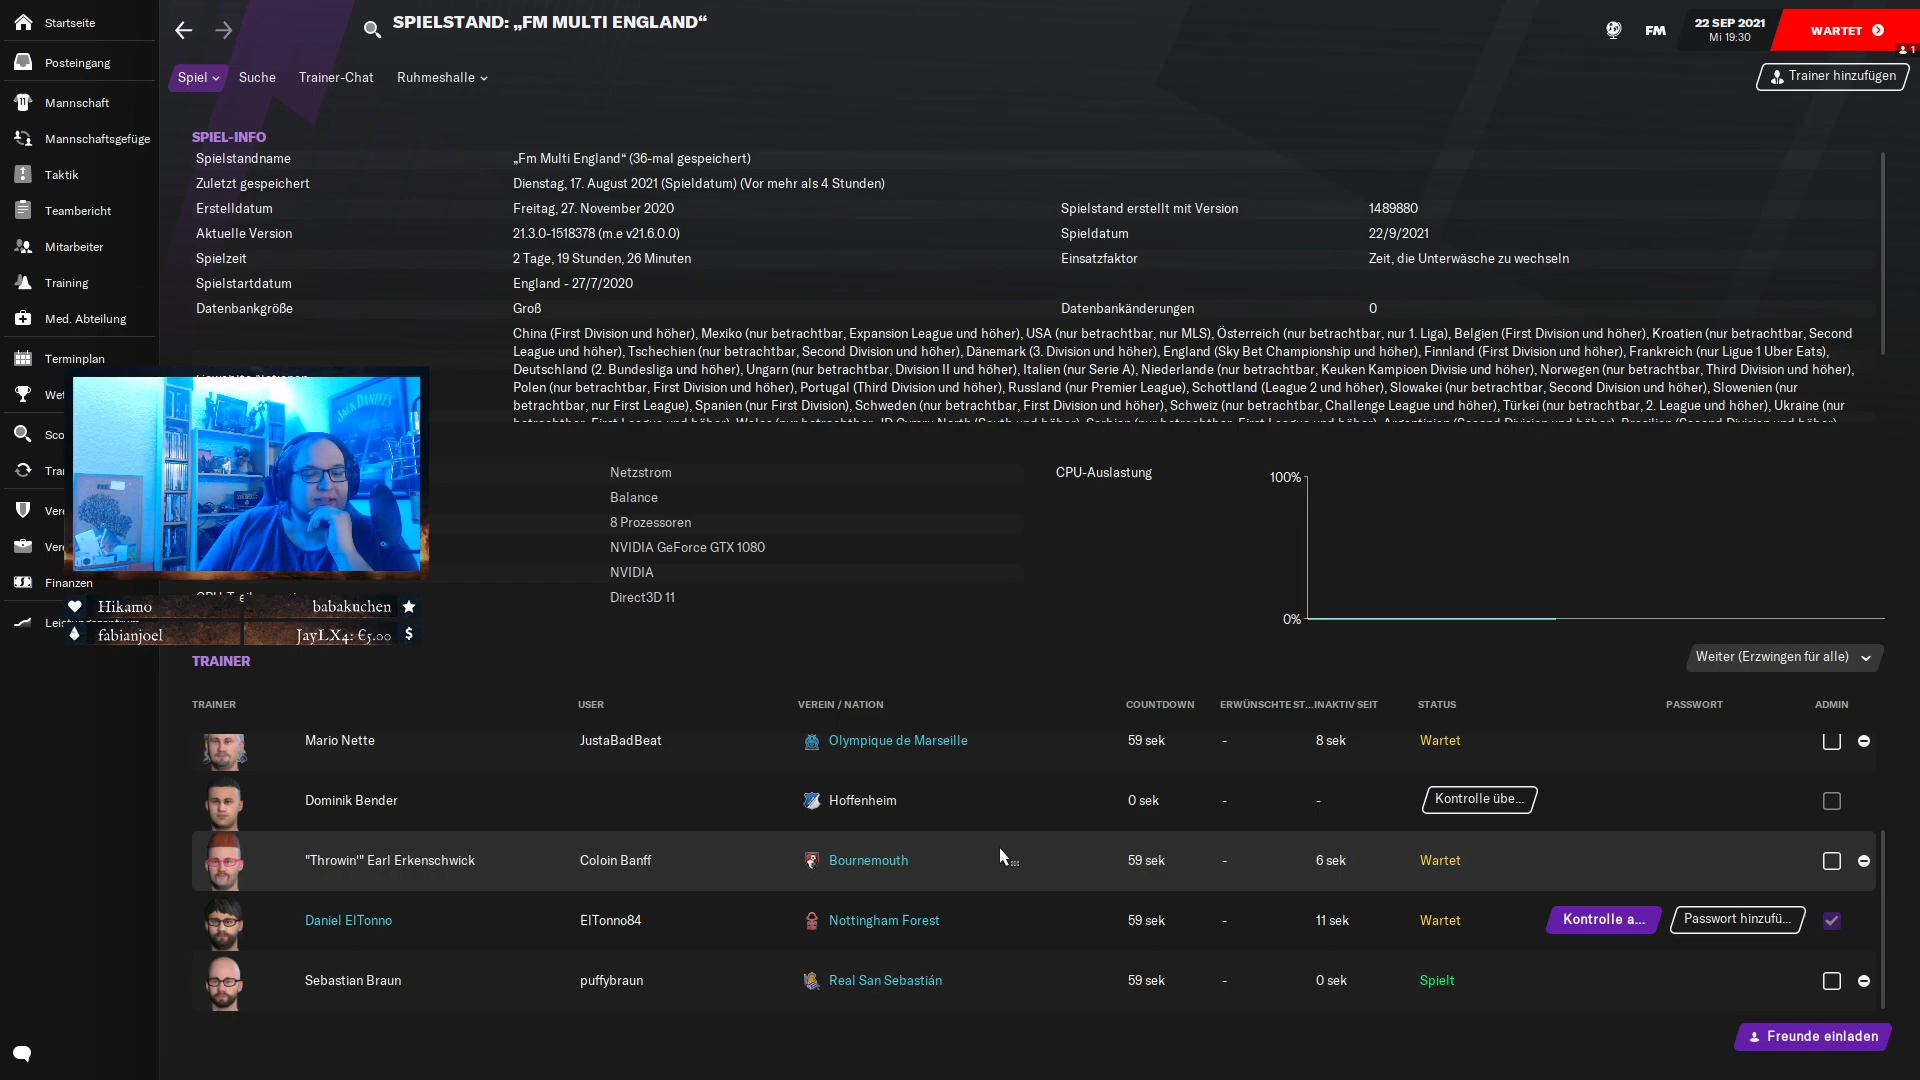 Startseite
Posteingang
Mannschaft
Mannschaftsgefüge
Taktik
Teambericht
Mitarbeiter
Training
Med. Abteilung
Terminplan
Finanzen
SPIELSTAND: „FM MULTI ENGLAND“
FM
22 SEP 2021
Mi 19:30
WARTET
1
Spiel
Suche
Trainer-Chat
Ruhmeshalle
Trainer hinzufügen
SPIEL-INFO
Spielstandname „Fm Multi England“ (36-mal gespeichert)
Zuletzt gespeichert Dienstag, 17. August 2021 (Spieldatum) (Vor mehr als 4 Stunden)
Erstelldatum Freitag, 27. November 2020 Spielstand erstellt mit Version 1489880
Aktuelle Version 21.3.0-1518378 (m.e v21.6.0.0) Spieldatum 22/9/2021
Spielzeit 2 Tage, 19 Stunden, 26 Minuten Einsatzfaktor Zeit, die Unterwäsche zu wechseln
Spielstartdatum England - 27/7/2020
Datenbankgröße Groß Datenbankänderungen 0
China (First Division und höher), Mexiko (nur betrachtbar, Expansion League und höher), USA (nur betrachtbar, nur MLS), Österreich (nur betrachtbar, nur 1. Liga), Belgien (First Division und höher), Kroatien (nur betrachtbar, Second
League und höher), Tschechien (nur betrachtbar, Second Division und höher), Dänemark (3. Division und höher), England (Sky Bet Championship und höher), Finnland (First Division und höher), Frankreich (nur Ligue 1 Uber Eats),
Deutschland (2. Bundesliga und höher), Ungarn (nur betrachtbar, Division II und höher), Italien (nur Serie A), Niederlande (nur betrachtbar, Keuken Kampioen Divisie und höher), Norwegen (nur betrachtbar, Third Division und höher),
Polen (nur betrachtbar, First Division und höher), Portugal (Third Division und höher), Russland (nur Premier League), Schottland (League 2 und höher), Slowakei (nur betrachtbar, Second Division und höher), Slowenien (nur
betrachtbar, nur First League), Spanien (nur First Division), Schweden (nur betrachtbar, First Division und höher), Schweiz (nur betrachtbar, Challenge League und höher), Türkei (nur betrachtbar, 2. League und höher), Ukraine (nur
JACK DANIEL'S
Netzstrom
Balance
8 Prozessoren
NVIDIA GeForce GTX 1080
NVIDIA
Direct3D 11
CPU-Auslastung
100%
0%
Hikamo babakuchen
fabianjoel JayLX4: €5.00
TRAINER
Weiter (Erzwingen für alle)
TRAINER USER VEREIN / NATION COUNTDOWN ERWÜNSCHTE ST... INAKTIV SEIT STATUS PASSWORT ADMIN
Mario Nette JustaBadBeat Olympique de Marseille 59 sek - 8 sek Wartet
Dominik Bender Hoffenheim 0 sek - - Kontrolle übe...
"Throwin'" Earl Erkenschwick Coloin Banff Bournemouth 59 sek - 6 sek Wartet
Daniel ElTonno ElTonno84 Nottingham Forest 59 sek - 11 sek Wartet Kontrolle a... Passwort hinzufü...
Sebastian Braun puffybraun Real San Sebastián 59 sek - 0 sek Spielt
Freunde einladen